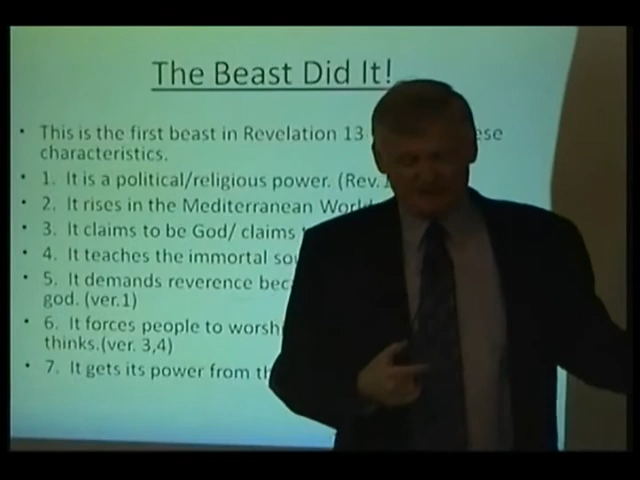 The Beast Did It!
• This is the first beast in Revelation 13
characteristics.
• 1. It is a political/religious power. (Rev.
• 2. It rises in the Mediterranean World
• 3. It claims to be God/ claims
• 4. It teaches the immortal
• 5. It demands reverence
god. (ver.1)
• 6. It forces people to
thinks.(ver. 3,4)
• 7. It gets its power from